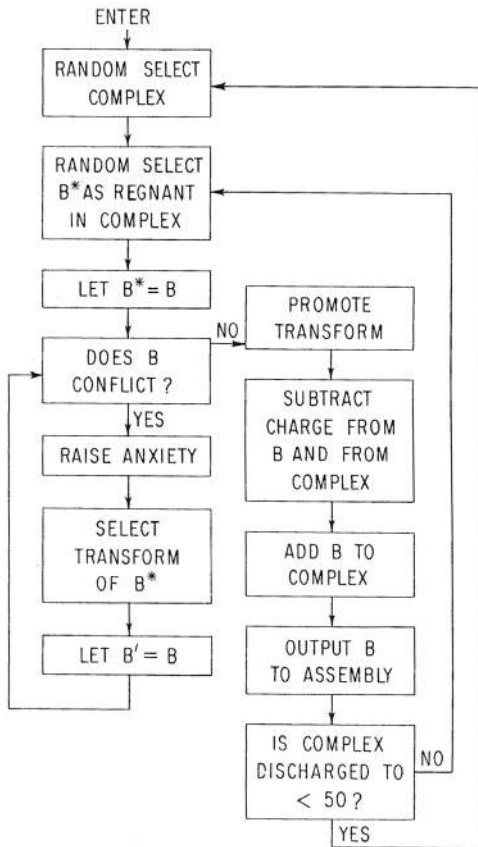 ENTER
RANDOM SELECT
COMPLEX
RANDOM SELECT
B* AS REGNANT
IN COMPLEX
LET B* = B
DOES B
CONFLICT?
NO
YES
RAISE ANXIETY
SELECT
TRANSFORM
OF B*
LET B′ = B
PROMOTE
TRANSFORM
SUBTRACT
CHARGE FROM
B AND FROM
COMPLEX
ADD B TO
COMPLEX
OUTPUT B
TO ASSEMBLY
IS COMPLEX
DISCHARGED TO
< 50?
NO
YES